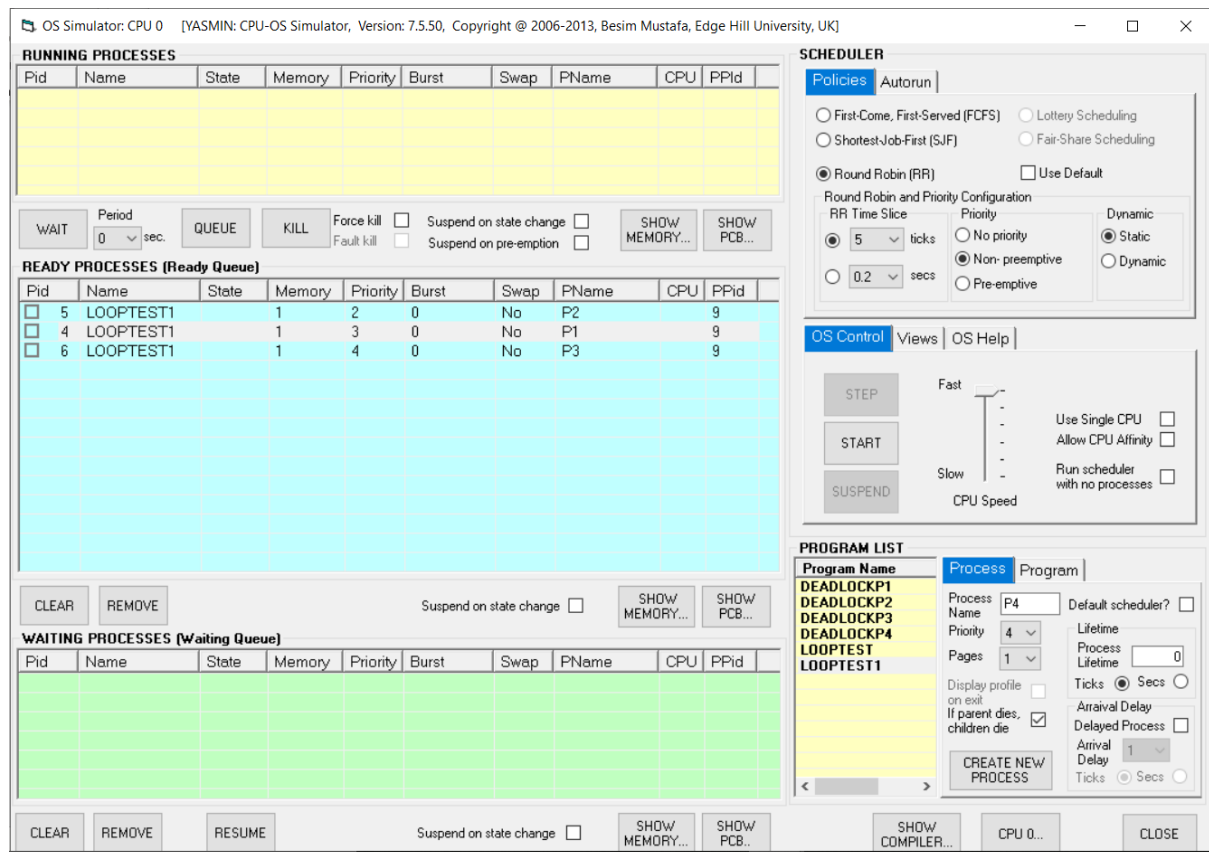 OS Simulator: CPU 0 [YASMIN: CPU-OS Simulator, Version: 7.5.50, Copyright @ 2006-2013, Besim Mustafa, Edge Hill University, UK]
RUNNING PROCESSES
Pid Name State Memory Priority Burst Swap PName CPU PPId
WAIT
Period
0 sec.
QUEUE
KILL
Force kill
Fault kill
Suspend on state change
Suspend on pre-emption
SHOW
MEMORY...
SHOW
PCB...
READY PROCESSES (Ready Queue)
Pid Name State Memory Priority Burst Swap PName CPU PPid
5 LOOPTEST1 1 2 0 No P2 9
4 LOOPTEST1 1 3 0 No P1 9
6 LOOPTEST1 1 4 0 No P3 9
CLEAR
REMOVE
Suspend on state change
SHOW
MEMORY...
SHOW
PCB...
WAITING PROCESSES (Waiting Queue)
Pid Name State Memory Priority Burst Swap PName CPU PPId
CLEAR
REMOVE
RESUME
Suspend on state change
SHOW
MEMORY...
SHOW
PCB..
SCHEDULER
Policies Autorun
First-Come, First-Served (FCFS) Lottery Scheduling
Shortest-Job-First (SJF) Fair-Share Scheduling
Round Robin (RR) Use Default
Round Robin and Priority Configuration
RR Time Slice
5 ticks
0.2 secs
Priority
No priority
Non- preemptive
Pre-emptive
Dynamic
Static
Dynamic
OS Control Views OS Help
STEP
START
SUSPEND
Fast
Slow
CPU Speed
Use Single CPU
Allow CPU Affinity
Run scheduler
with no processes
PROGRAM LIST
Program Name
DEADLOCKP1
DEADLOCKP2
DEADLOCKP3
DEADLOCKP4
LOOPTEST
LOOPTEST1
Process Program
Process
Name P4
Priority 4
Pages 1
Display profile
on exit
If parent dies,
children die
CREATE NEW
PROCESS
Default scheduler?
Lifetime
Process
Lifetime 0
Ticks Secs
Arraival Delay
Delayed Process
Arrival
Delay 1
Ticks Secs
SHOW
COMPILER...
CPU 0...
CLOSE